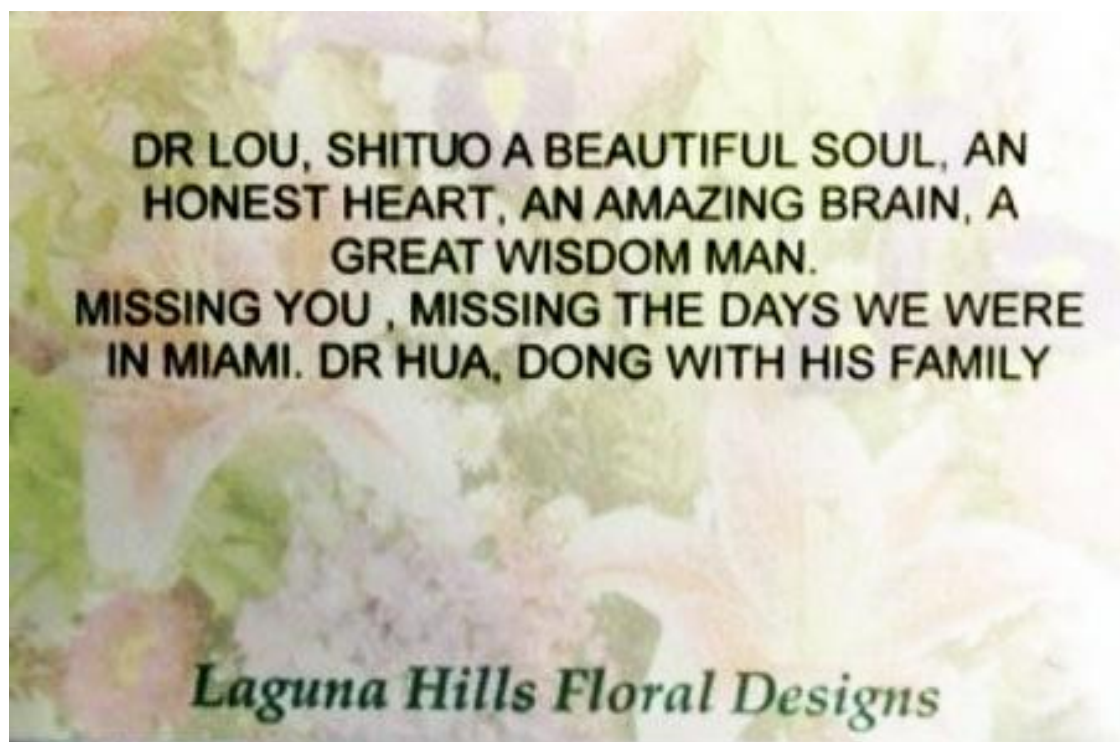 DR LOU, SHITUO A BEAUTIFUL SOUL, AN
HONEST HEART, AN AMAZING BRAIN, A
GREAT WISDOM MAN.
MISSING YOU , MISSING THE DAYS WE WERE
IN MIAMI. DR HUA, DONG WITH HIS FAMILY
Laguna Hills Floral Designs